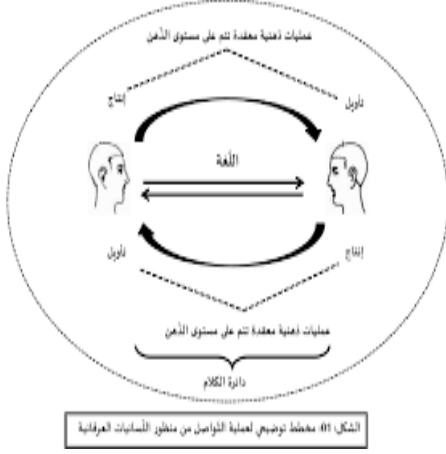 عمليات ذهنية معقدة تتم على مستوى الذهن
تأويل
إنتاج
اللغة
إنتاج
تأويل
عمليات ذهنية معقدة تتم على مستوى الذهن
دائرة الكلام
الشكل 01: مخطط توضيحي لعملية التواصل من منظور اللسانيات العرفانية